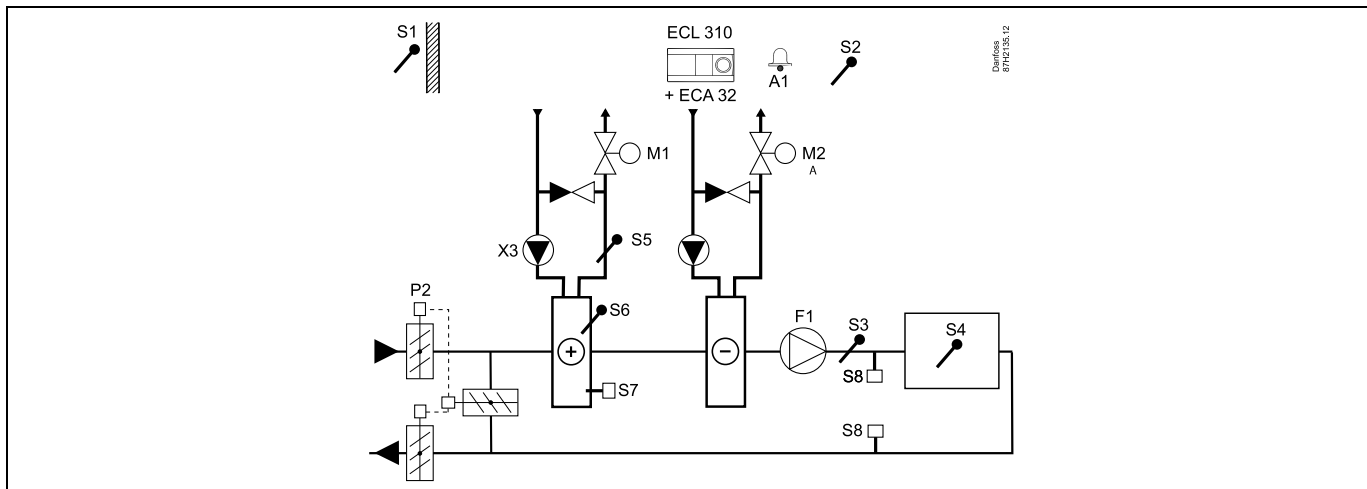 S1
ECL 310
+ ECA 32
A1
S2
Danfoss
87H2135.12
M1
M2
A
X3
S5
P2
S6
F1
S3
S4
+
−
S7
S8
S8